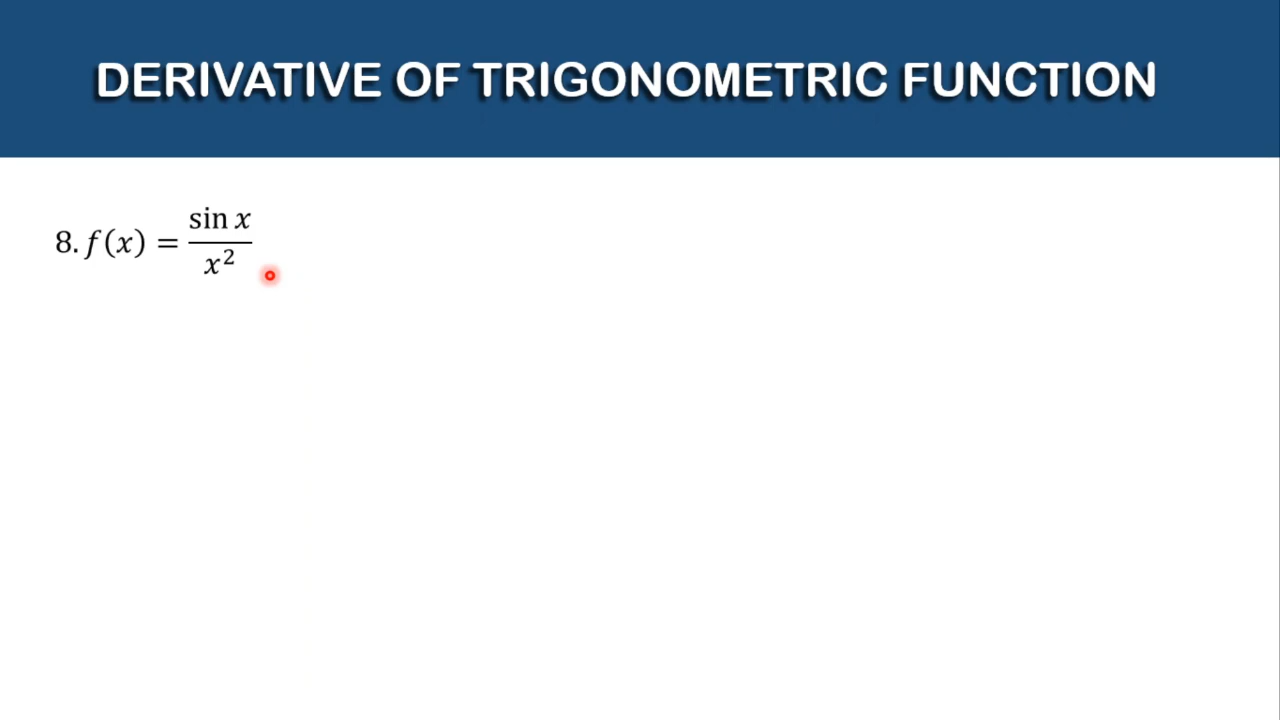 DERIVATIVE OF TRIGONOMETRIC FUNCTION
8. f(x) = sin x / x²